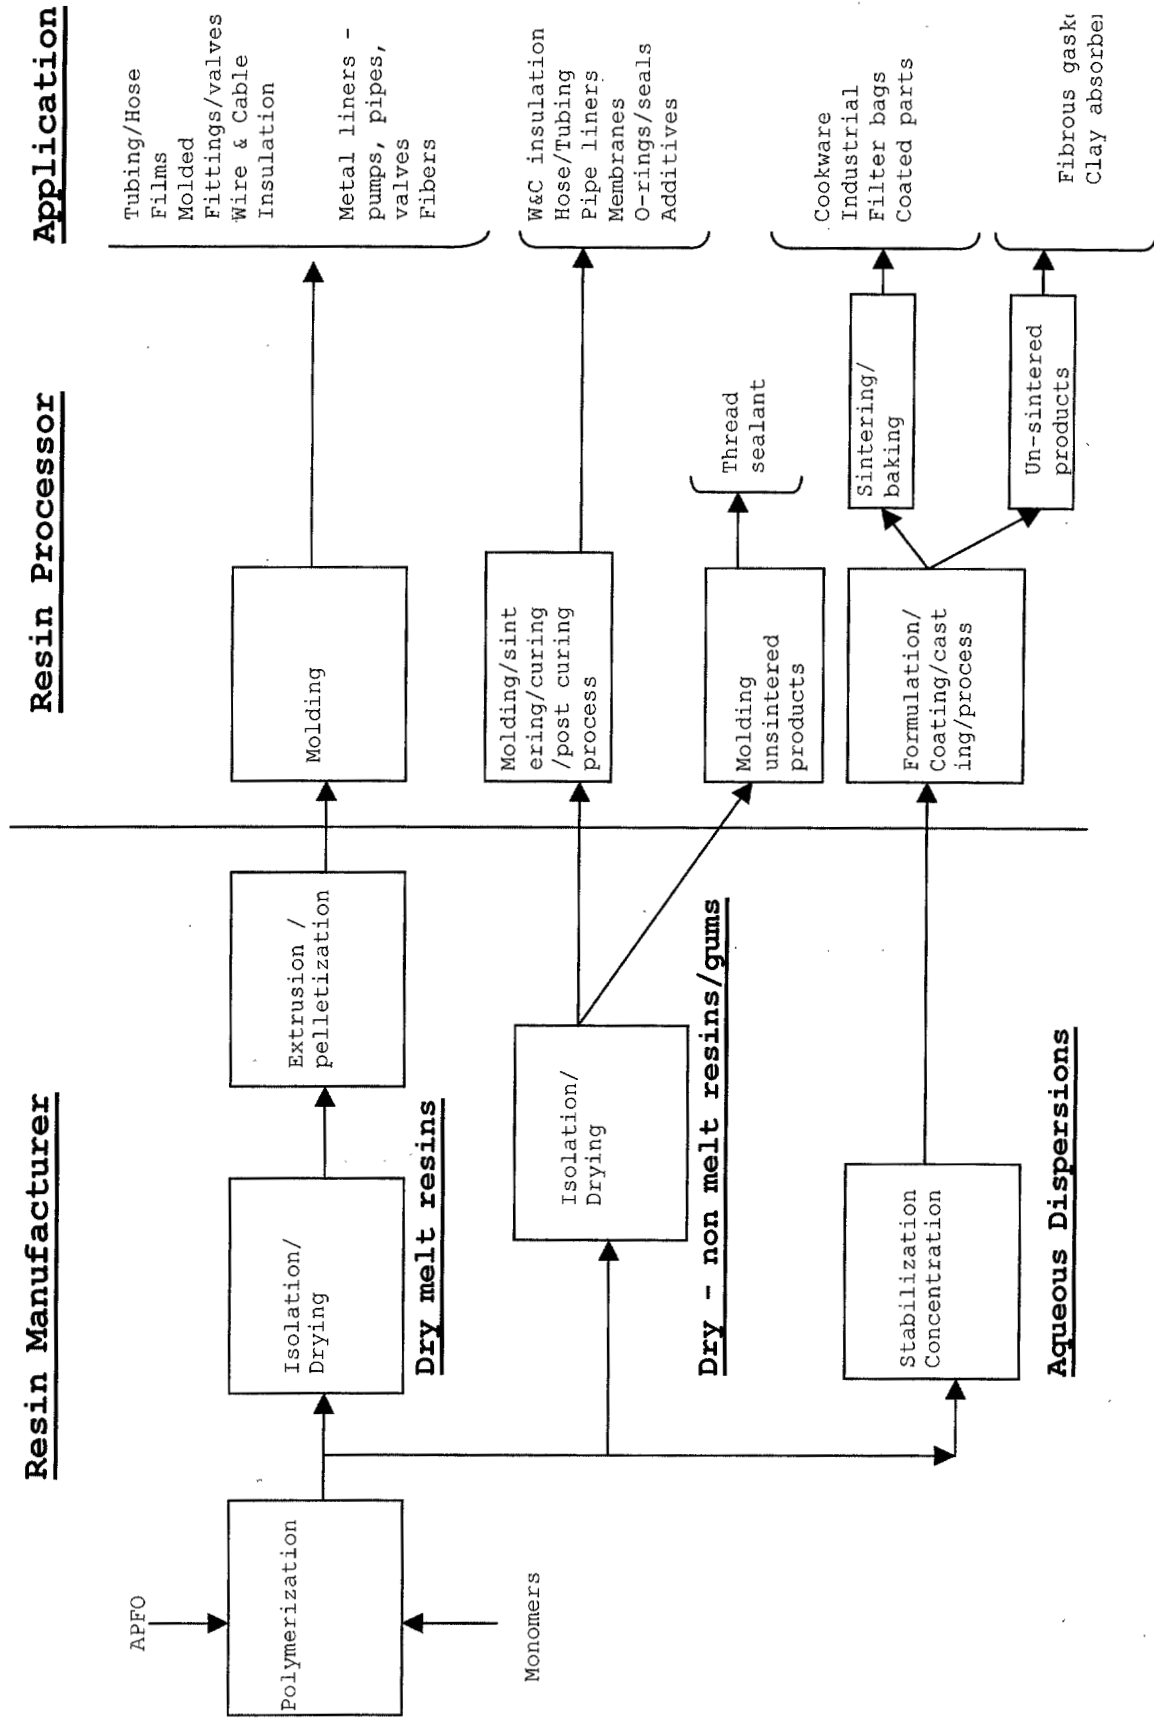 Resin Manufacturer
Resin Processor
Application
APFO
Polymerization
Monomers
Isolation/
Drying
Extrusion /
pelletization
Dry melt resins
Molding
Tubing/Hose
Films
Molded
Fittings/valves
Wire & Cable
Insulation
Metal liners -
pumps, pipes,
valves
Fibers
Isolation/
Drying
Dry - non melt resins/gums
Molding/sint
ering/curing
/post curing
process
W&C insulation
Hose/Tubing
Pipe liners
Membranes
O-rings/seals
Additives
Molding
unsintered
products
Thread
sealant
Stabilization
Concentration
Aqueous Dispersions
Formulation/
Coating/cast
ing/process
Sintering/
baking
Cookware
Industrial
Filter bags
Coated parts
Un-sintered
products
Fibrous
Clay